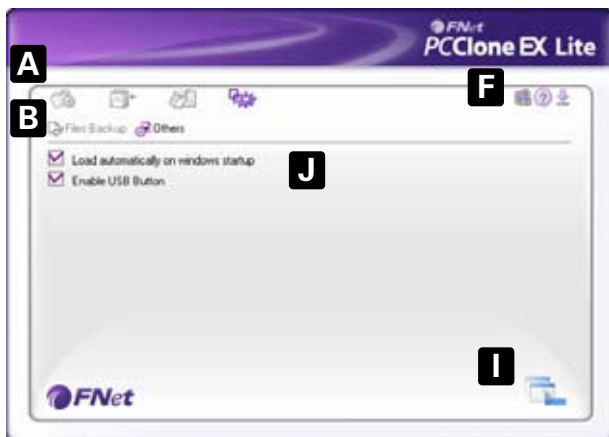 FNet
PCClone EX Lite
A
F
B
Files Backup Others
Load automatically on windows startup
J
Enable USB Button
I
FNet